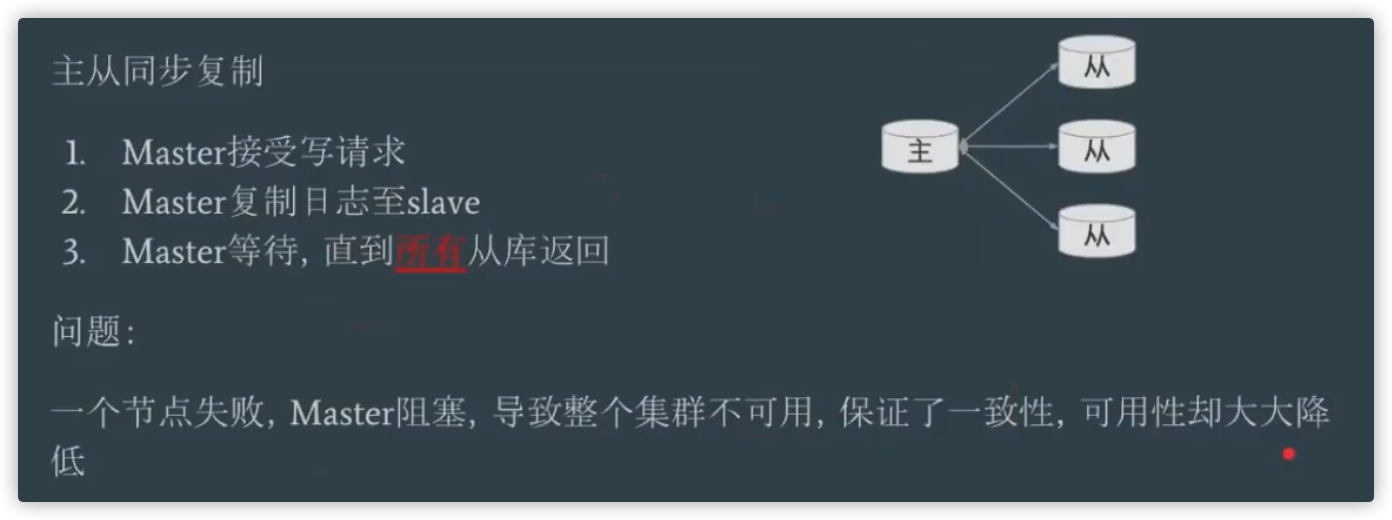 主从同步复制
1. Master接受写请求
2. Master复制日志至slave
3. Master等待, 直到所有从库返回
问题:
一个节点失败, Master阻塞, 导致整个集群不可用, 保证了一致性, 可用性却大大降
低
从
主
从
从